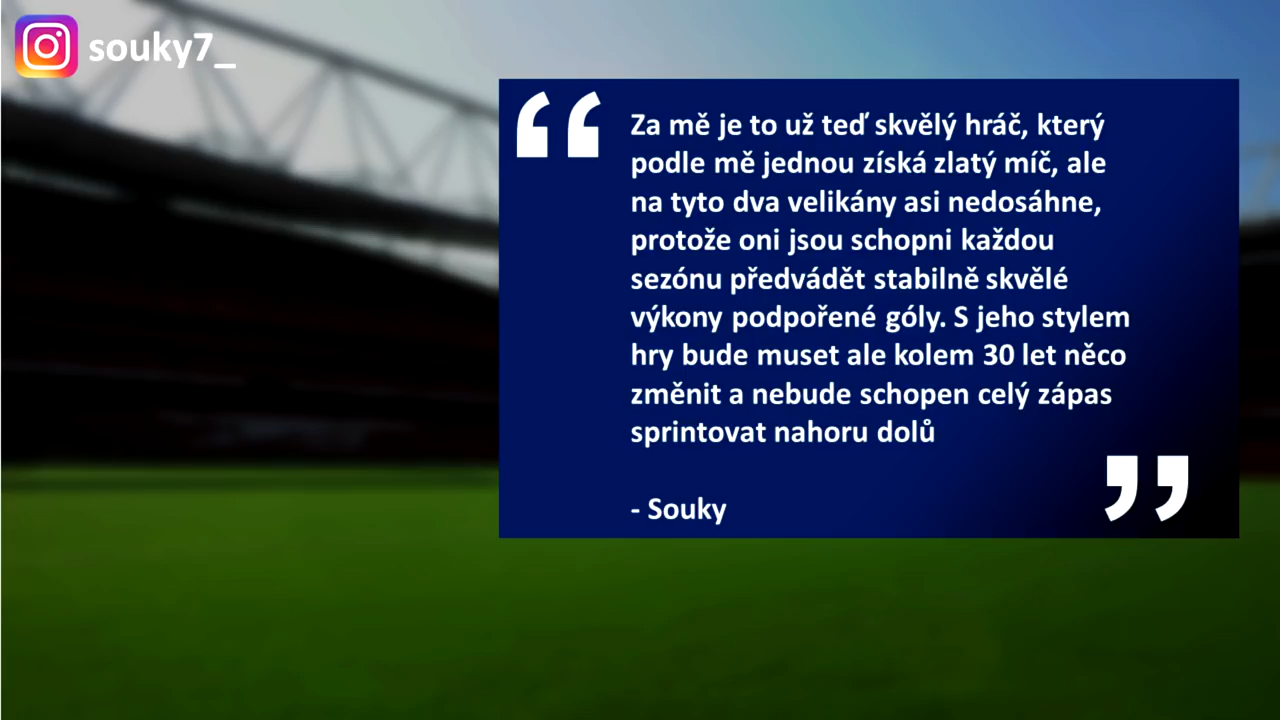 souky7_
“
Za mě je to už teď skvělý hráč, který
podle mě jednou získá zlatý míč, ale
na tyto dva velikány asi nedosáhne,
protože oni jsou schopni každou
sezónu předvádět stabilně skvělé
výkony podpořené góly. S jeho stylem
hry bude muset ale kolem 30 let něco
změnit a nebude schopen celý zápas
sprintovat nahoru dolů
- Souky
”